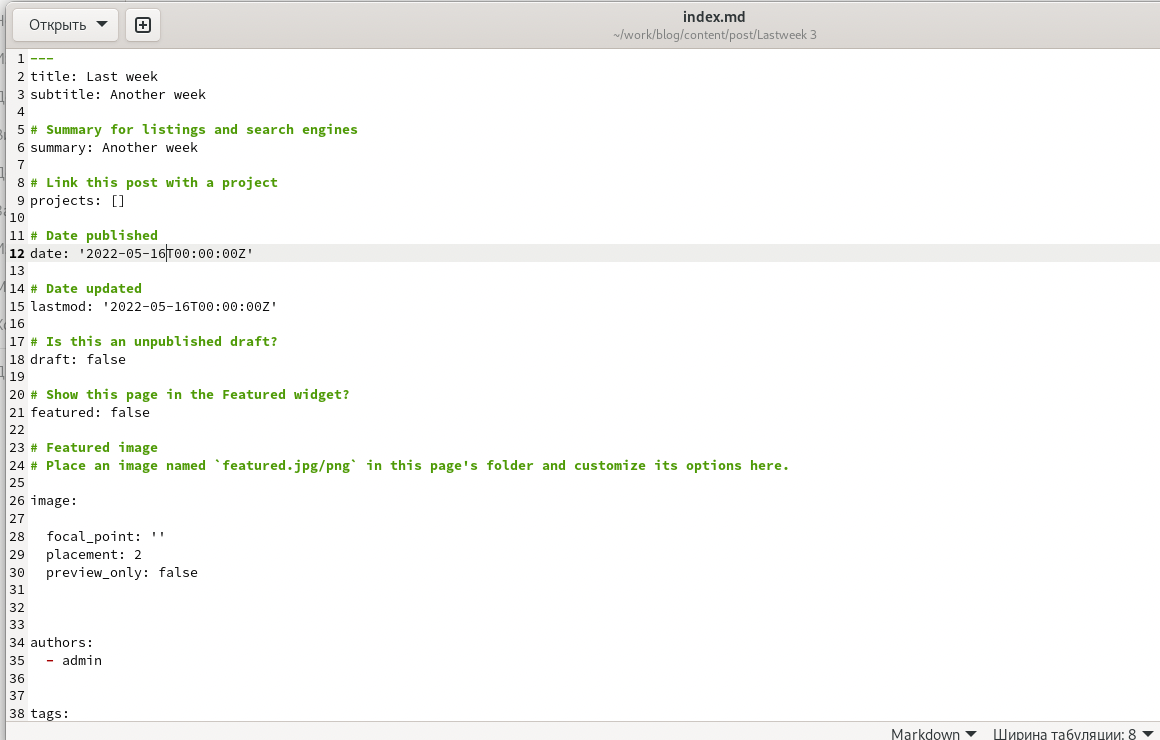 Открыть
index.md
~/work/blog/content/post/Lastweek 3
1 ---
2 title: Last week
3 subtitle: Another week
4
5 # Summary for listings and search engines
6 summary: Another week
7
8 # Link this post with a project
9 projects: []
10
11 # Date published
12 date: '2022-05-16T00:00:00Z'
13
14 # Date updated
15 lastmod: '2022-05-16T00:00:00Z'
16
17 # Is this an unpublished draft?
18 draft: false
19
20 # Show this page in the Featured widget?
21 featured: false
22
23 # Featured image
24 # Place an image named `featured.jpg/png` in this page's folder and customize its options here.
25
26 image:
27
28   focal_point: ''
29   placement: 2
30   preview_only: false
31
32
33
34 authors:
35   - admin
36
37
38 tags:
Markdown Ширина табуляции: 8